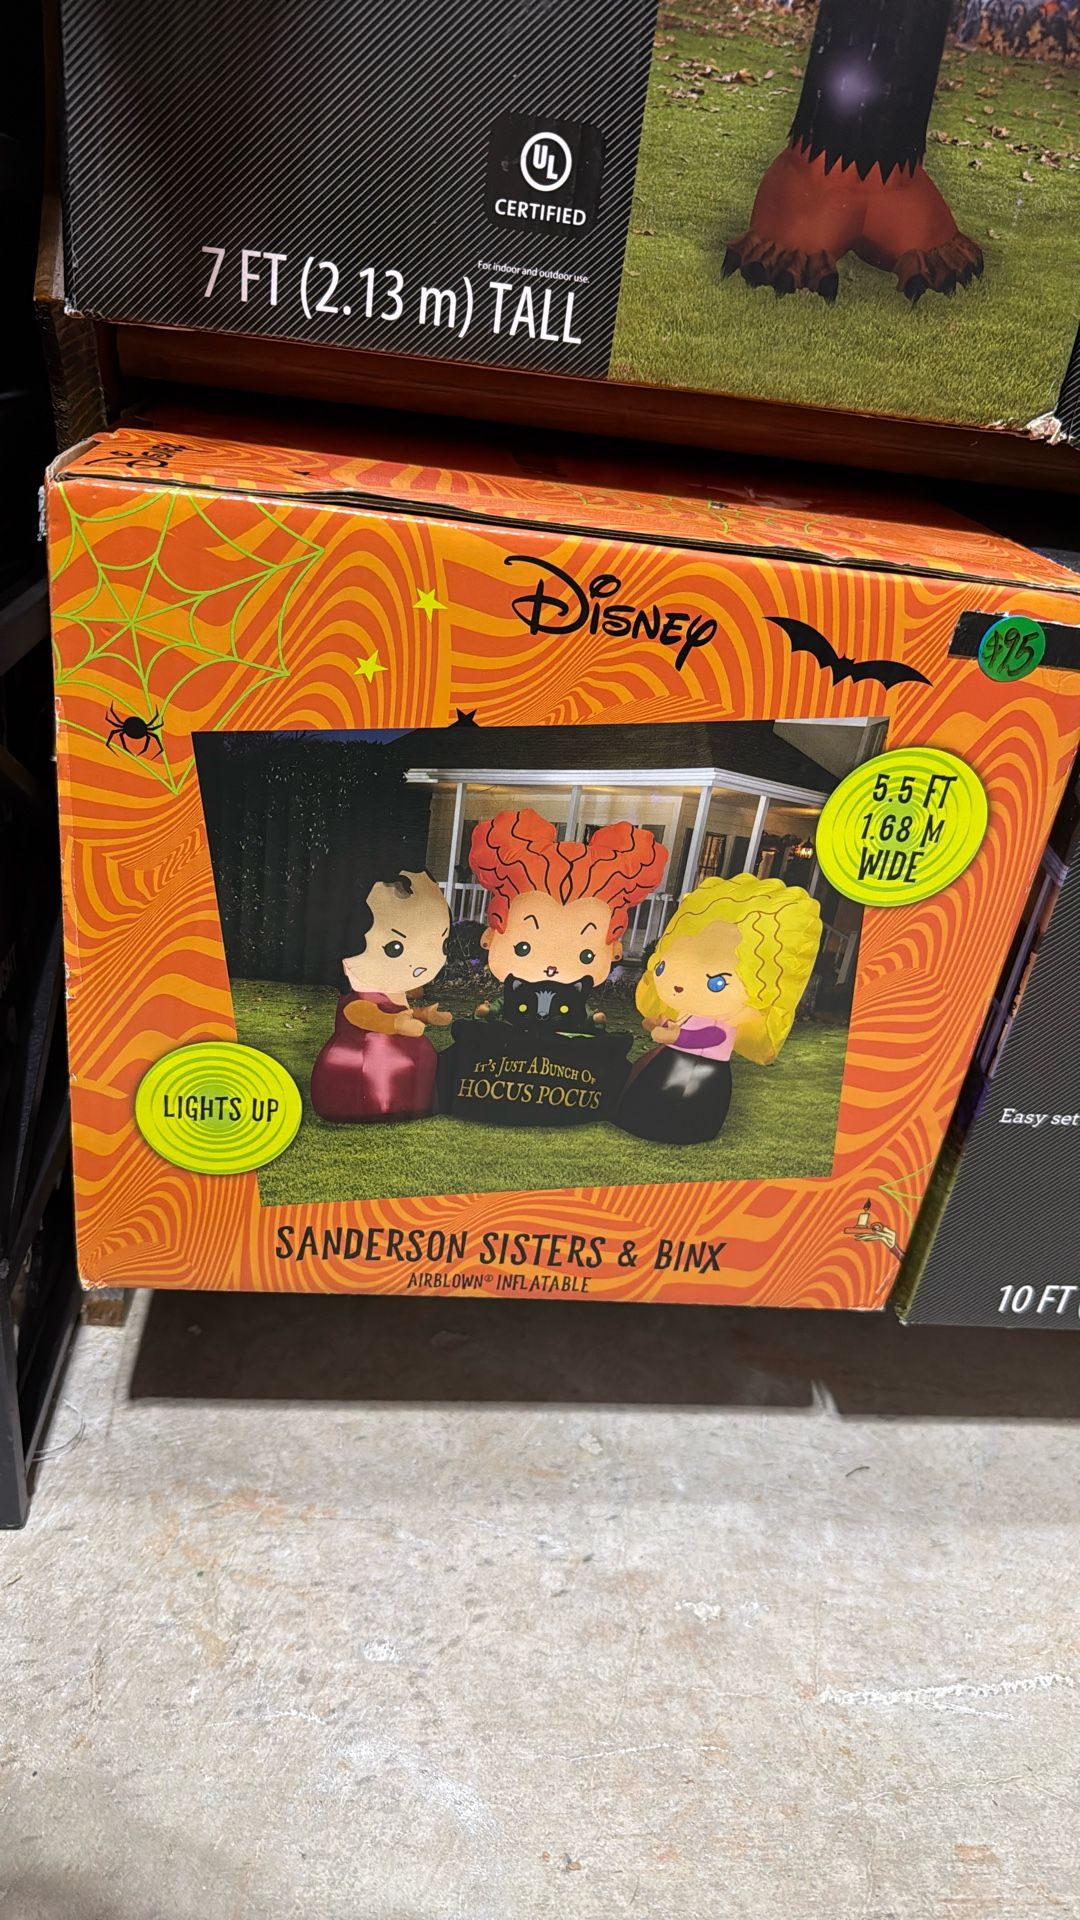 UL
CERTIFIED
For indoor and outdoor use.
7 FT (2.13 m) TALL
DISNEY
DISNEY
$95
5.5 FT
1.68 M
WIDE
IT'S JUST A BUNCH OF
HOCUS POCUS
LIGHTS UP
SANDERSON SISTERS & BINX
AIRBLOWN® INFLATABLE
Easy set
10 FT